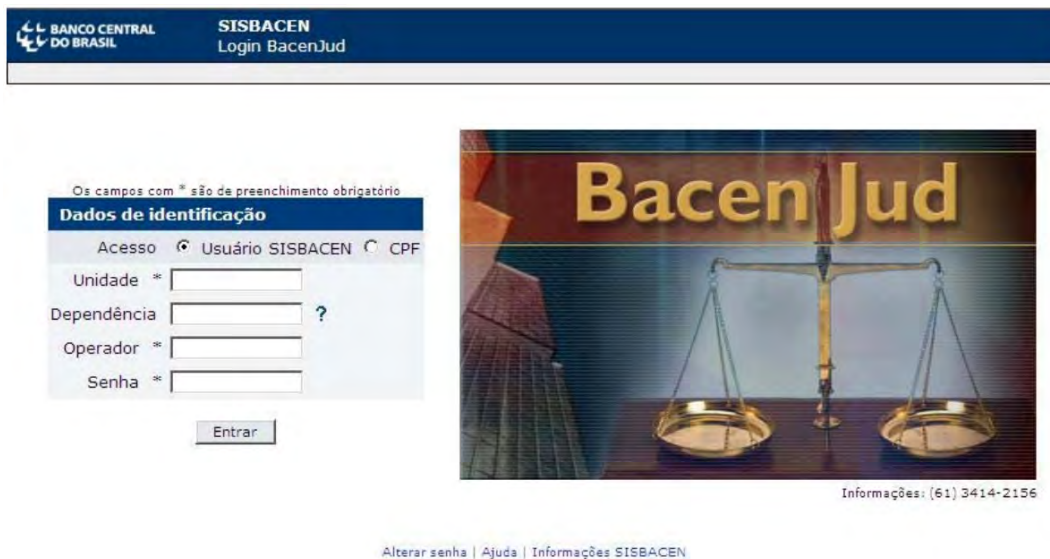 BANCO CENTRAL
DO BRASIL
SISBACEN
Login BacenJud
Os campos com * são de preenchimento obrigatório
Dados de identificação
Acesso Usuário SISBACEN CPF
Unidade *
Dependência ?
Operador *
Senha *
Entrar
Bacen Jud
Informações: (61) 3414-2156
Alterar senha | Ajuda | Informações SISBACEN